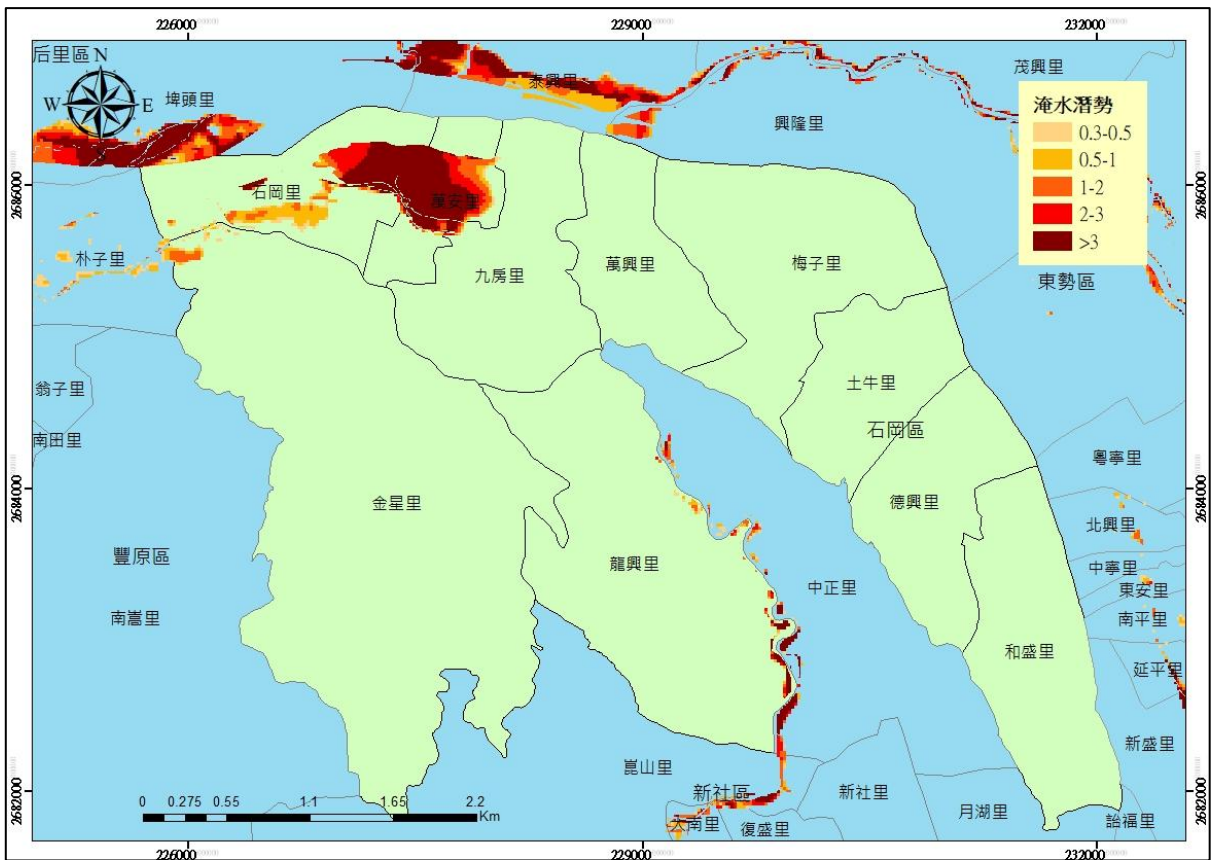 226000
229000
232000
后里區
N
W
E
埤頭里
泰興里
茂興里
興隆里
淹水潛勢
0.3-0.5
0.5-1
1-2
2-3
>3
2686000
2686000
石岡里
萬安里
朴子里
九房里
萬興里
梅子里
東勢區
翁子里
土牛里
南田里
石岡區
粵寧里
2684000
2684000
金星里
德興里
北興里
豐原區
龍興里
中正里
中寧里
東安里
南嵩里
南平里
和盛里
延平里
新盛里
崑山里
新社區
新社里
月湖里
2682000
2682000
0
0.275
0.55
1.1
1.65
2.2
Km
大南里
復盛里
詒福里
226000
229000
232000